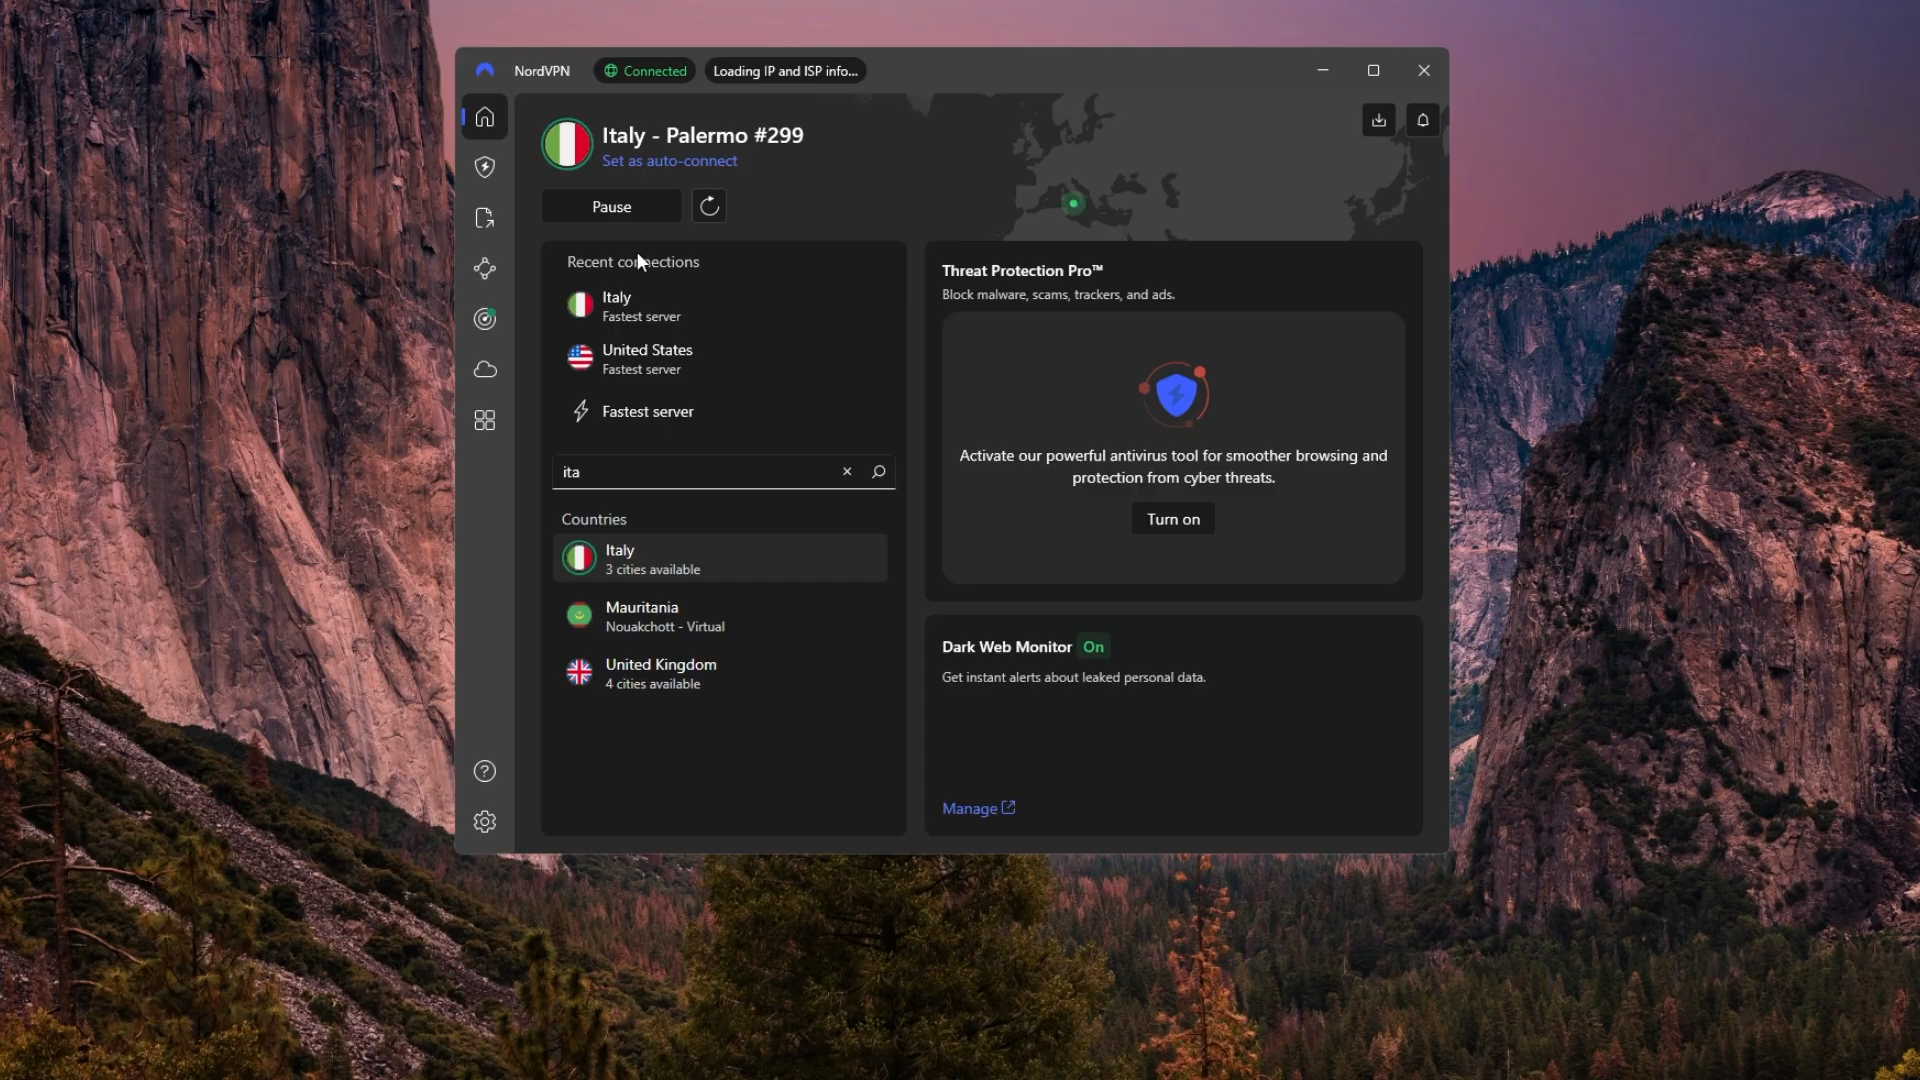 NordVPN
Connected
Loading IP and ISP info...
Italy - Palermo #299
Set as auto-connect
Pause
Recent connections
Italy
Fastest server
United States
Fastest server
Fastest server
ita
Countries
Italy
3 cities available
Mauritania
Nouakchott - Virtual
United Kingdom
4 cities available
Threat Protection Pro™
Block malware, scams, trackers, and ads.
Activate our powerful antivirus tool for smoother browsing and
protection from cyber threats.
Turn on
Dark Web Monitor On
Get instant alerts about leaked personal data.
Manage